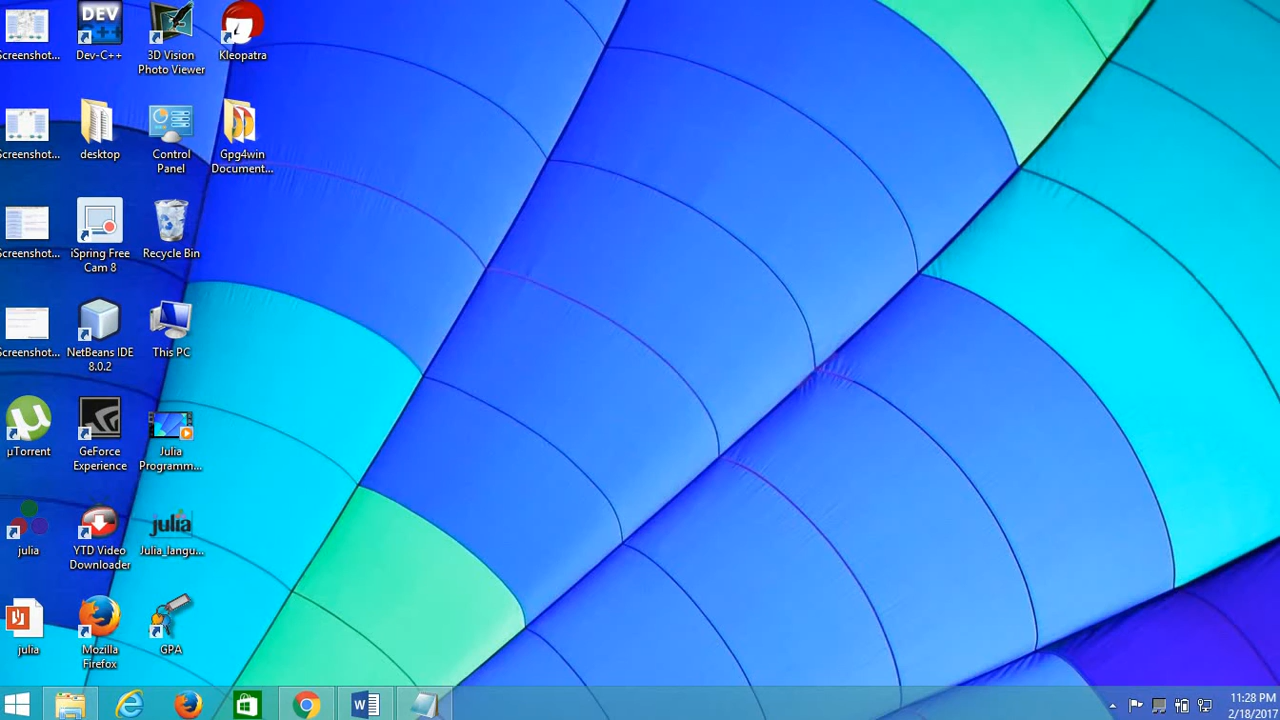 Screenshot...
DEV
C++
Dev-C++
3D Vision
Photo Viewer
Kleopatra
Screenshot...
desktop
Control
Panel
Gpg4win
Document...
Screenshot...
iSpring Free
Cam 8
Recycle Bin
Screenshot...
NetBeans IDE
8.0.2
This PC
µTorrent
GeForce
Experience
Julia
Programm...
julia
YTD Video
Downloader
julia
Julia_langu...
julia
Mozilla
Firefox
GPA
W
11:28 PM
2/18/2017